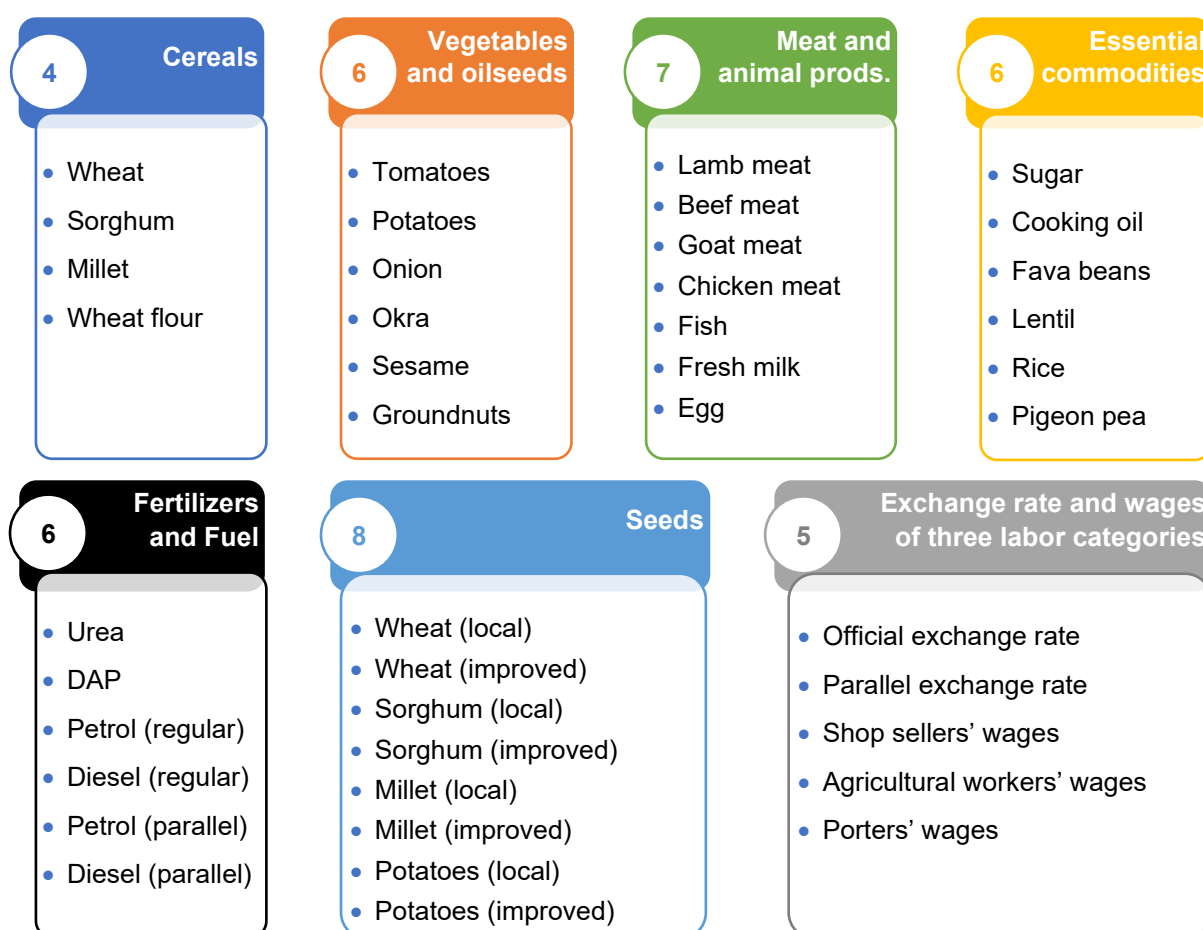 4
Cereals
Wheat
Sorghum
Millet
Wheat flour
6
Vegetables
and oilseeds
Tomatoes
Potatoes
Onion
Okra
Sesame
Groundnuts
7
Meat and
animal prods.
Lamb meat
Beef meat
Goat meat
Chicken meat
Fish
Fresh milk
Egg
6
Essential
commodities
Sugar
Cooking oil
Fava beans
Lentil
Rice
Pigeon pea
6
Fertilizers
and Fuel
Urea
DAP
Petrol (regular)
Diesel (regular)
Petrol (parallel)
Diesel (parallel)
8
Seeds
Wheat (local)
Wheat (improved)
Sorghum (local)
Sorghum (improved)
Millet (local)
Millet (improved)
Potatoes (local)
Potatoes (improved)
5
Exchange rate and wages
of three labor categories
Official exchange rate
Parallel exchange rate
Shop sellers’ wages
Agricultural workers’ wages
Porters’ wages